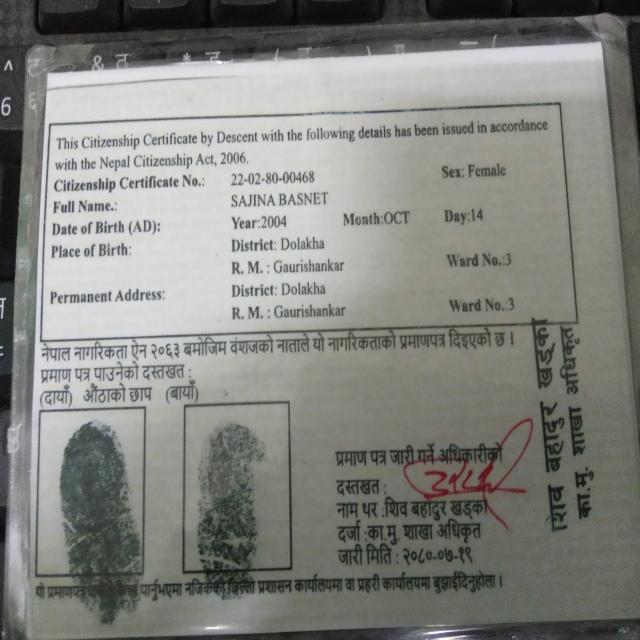 This Citizenship Certificate by Descent with the following details has been issued in accordance
with the Nepal Citizenship Act, 2006.
Citizenship Certificate No.: 22-02-80-00468 Sex: Female
Full Name.: SAJINA BASNET
Date of Birth (AD): Year:2004 Month:OCT Day:14
Place of Birth: District: Dolakha
R. M. : Gaurishankar Ward No.:3
Permanent Address: District: Dolakha
R. M. : Gaurishankar Ward No.:3
नेपाल नागरिकता ऐन २०६३ बमोजिम वंशजको नाताले यो नागरिकताको प्रमाणपत्र दिइएको छ ।
प्रमाण पत्र पाउनेको दस्तखत :
(दायाँ) औंठाको छाप (बायाँ)
प्रमाण पत्र जारी गर्ने अधिकारीको
दस्तखत :
नाम थर :शिव बहादुर खड्का
दर्जा :का.मु शाखा अधिकृत
जारी मिति : २०८०-०७-१९
यो प्रमाणपत्र पार्नुभएमा नजिकको जिल्ला प्रशासन कार्यालयमा वा प्रहरी कार्यालयमा बुझाईदिनुहोला ।
शिव बहादुर खड्का
का.मु. शाखा अधिकृत